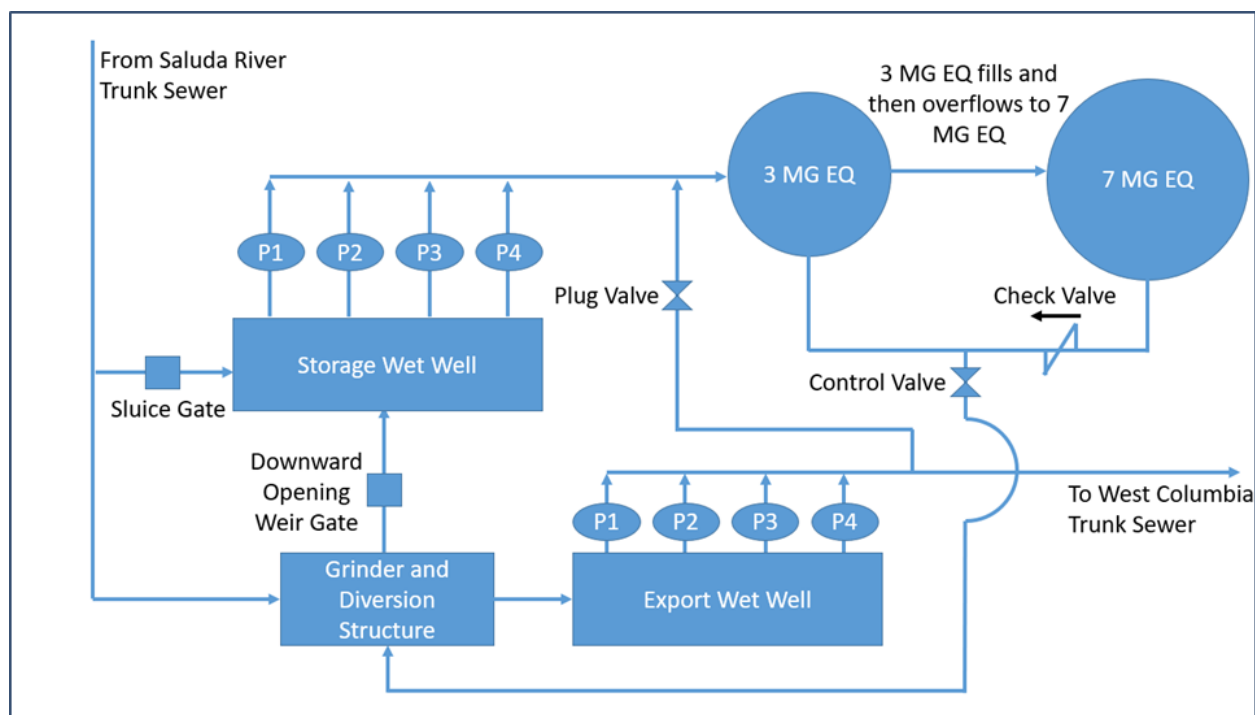 From Saluda River
Trunk Sewer
3 MG EQ fills and
then overflows to 7
MG EQ
3 MG EQ
7 MG EQ
P1
P2
P3
P4
Plug Valve
Check Valve
Storage Wet Well
Control Valve
Sluice Gate
Downward
Opening
Weir Gate
To West Columbia
Trunk Sewer
P1
P2
P3
P4
Grinder and
Diversion
Structure
Export Wet Well